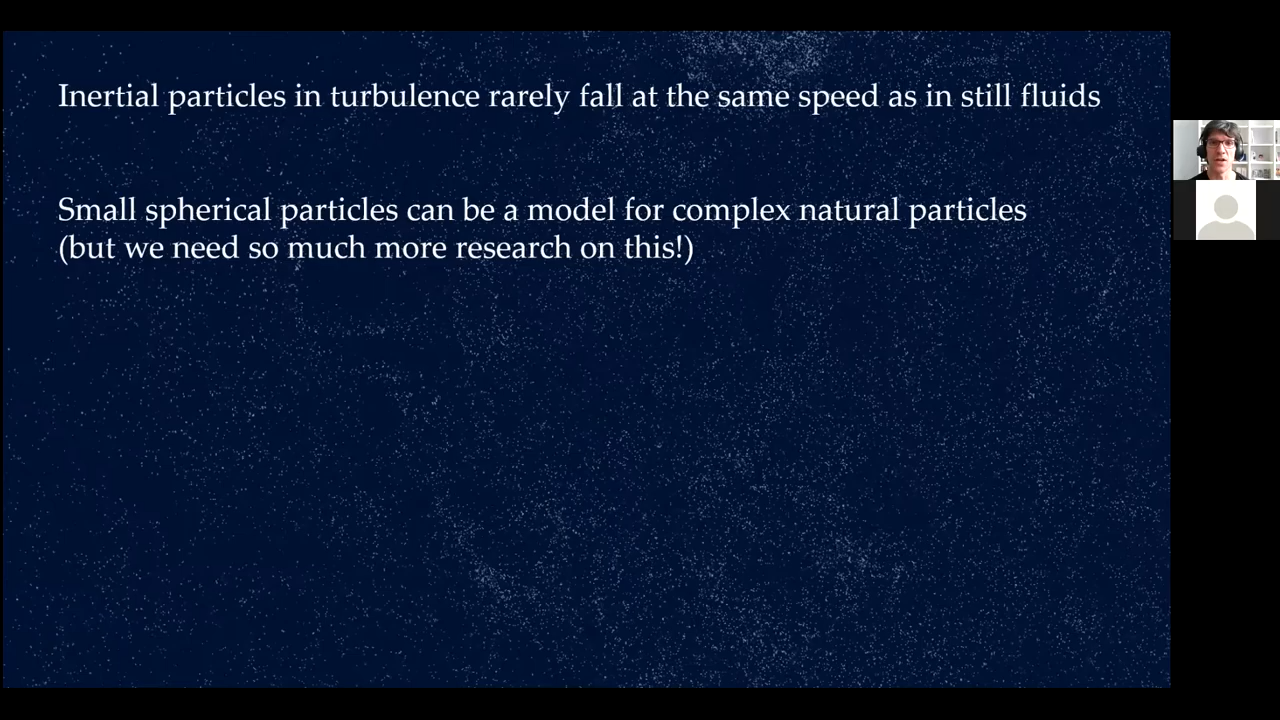 Inertial particles in turbulence rarely fall at the same speed as in still fluids
Small spherical particles can be a model for complex natural particles
(but we need so much more research on this!)